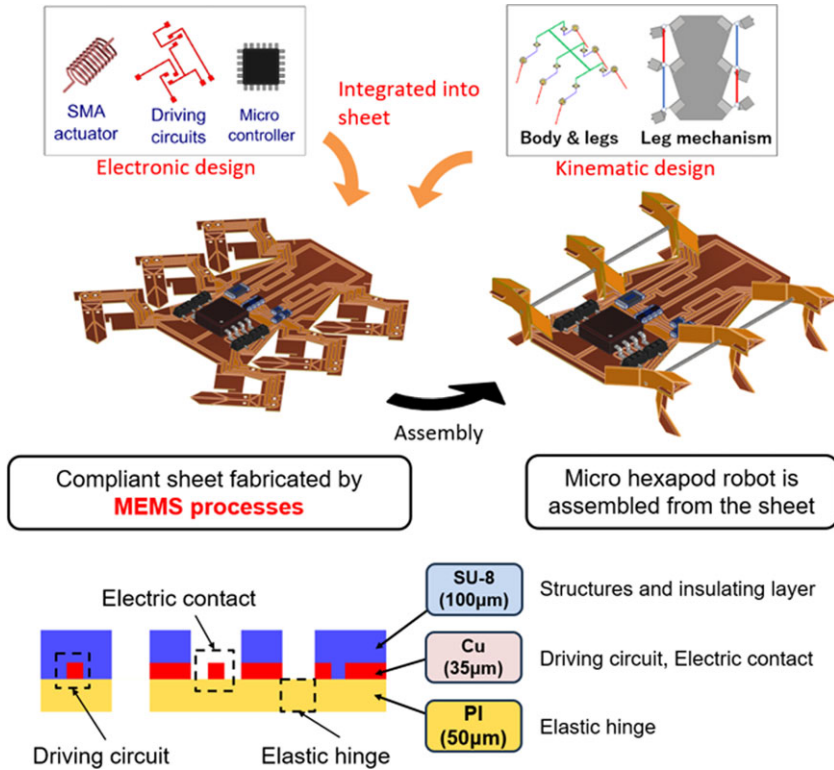 SMA
actuator
Driving
circuits
Micro
controller
Electronic design
Integrated into
sheet
Body & legs
Leg mechanism
Kinematic design
Assembly
Compliant sheet fabricated by
MEMS processes
Micro hexapod robot is
assembled from the sheet
Electric contact
Driving circuit
Elastic hinge
SU-8
(100μm)
Structures and insulating layer
Cu
(35μm)
Driving circuit, Electric contact
PI
(50μm)
Elastic hinge